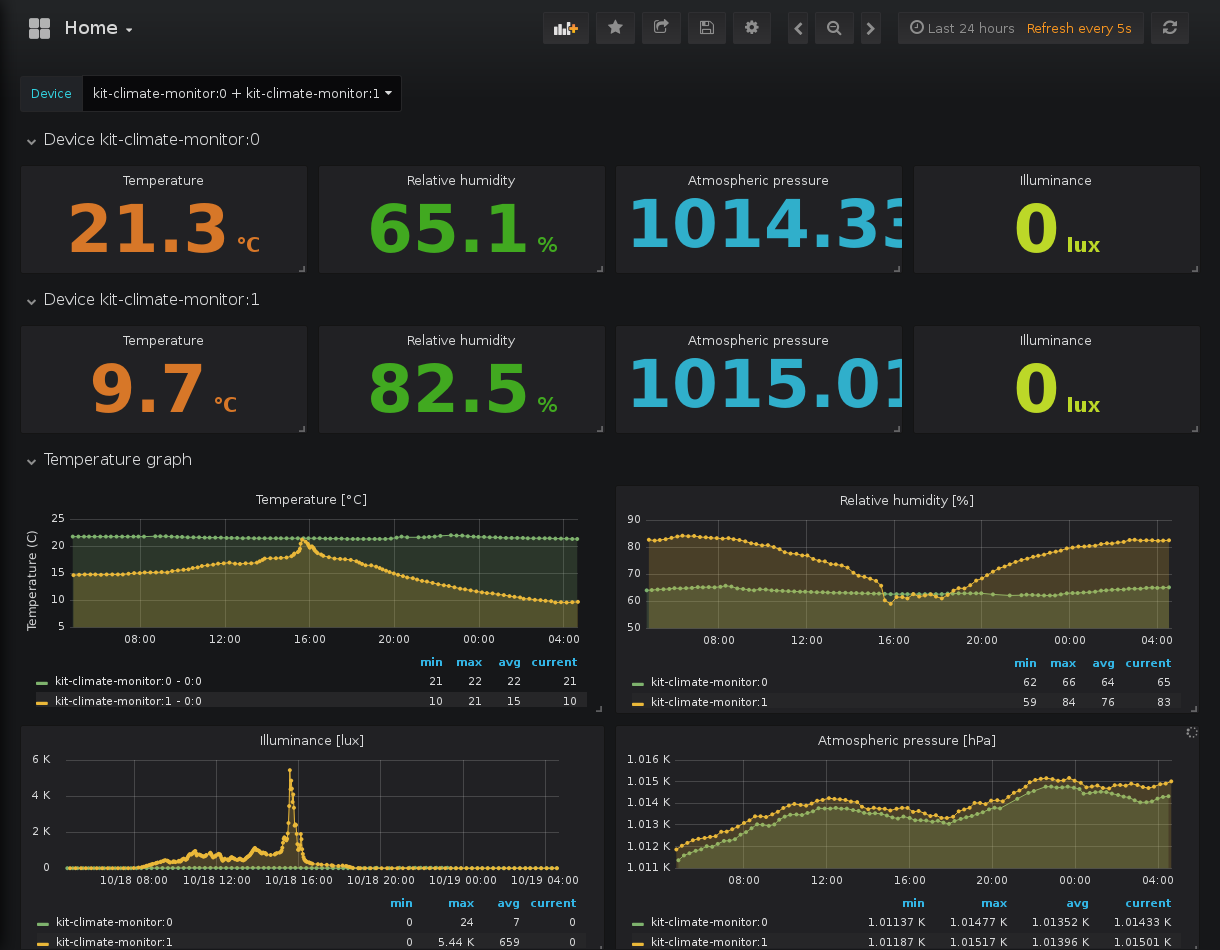 Home
Last 24 hours Refresh every 5s
Device kit-climate-monitor:0 + kit-climate-monitor:1
Device kit-climate-monitor:0
Temperature Relative humidity Atmospheric pressure Illuminance
21.3 °C 65.1 % 1014.33 0 lux
Device kit-climate-monitor:1
Temperature Relative humidity Atmospheric pressure Illuminance
9.7 °C 82.5 % 1015.01 0 lux
Temperature graph
Temperature [°C]
Temperature (C)
25
20
15
10
5
08:00 12:00 16:00 20:00 00:00 04:00
min max avg current
kit-climate-monitor:0 - 0:0 21 22 22 21
kit-climate-monitor:1 - 0:0 10 21 15 10
Relative humidity [%]
90
80
70
60
50
08:00 12:00 16:00 20:00 00:00 04:00
min max avg current
kit-climate-monitor:0 62 66 64 65
kit-climate-monitor:1 59 84 76 83
Illuminance [lux]
6 K
4 K
2 K
0
10/18 08:00 10/18 12:00 10/18 16:00 10/18 20:00 10/19 00:00 10/19 04:00
min max avg current
kit-climate-monitor:0 0 24 7 0
kit-climate-monitor:1 0 5.44 K 659 0
Atmospheric pressure [hPa]
1.016 K
1.015 K
1.014 K
1.013 K
1.012 K
1.011 K
08:00 12:00 16:00 20:00 00:00 04:00
min max avg current
kit-climate-monitor:0 1.01137 K 1.01477 K 1.01352 K 1.01433 K
kit-climate-monitor:1 1.01187 K 1.01517 K 1.01396 K 1.01501 K